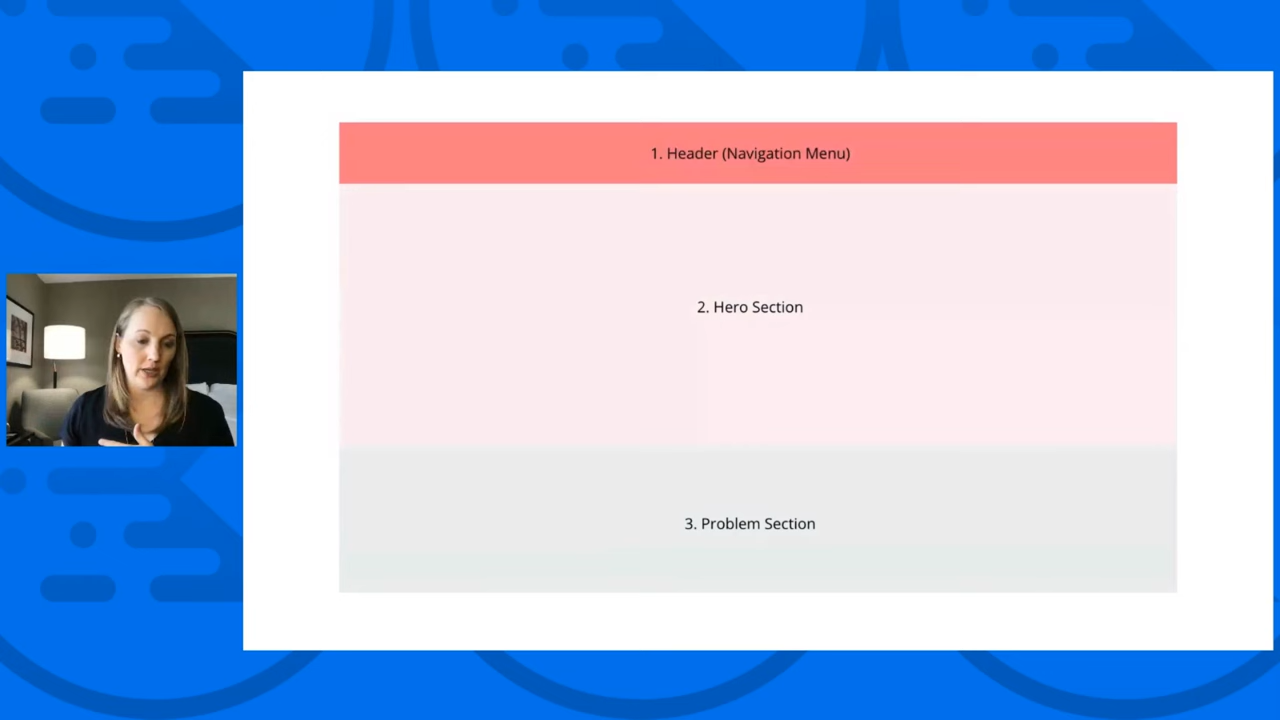 1. Header (Navigation Menu)
2. Hero Section
3. Problem Section